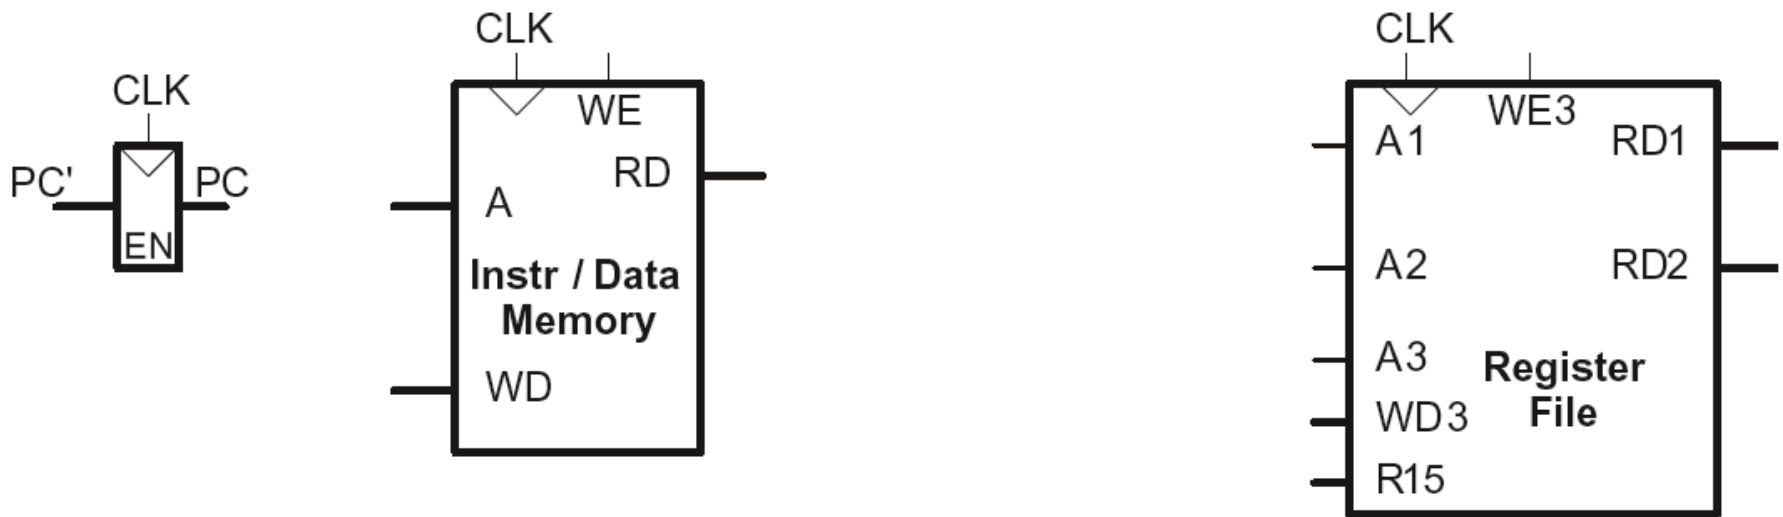 CLK
PC'
PC
EN
CLK
WE
RD
A
Instr / Data
Memory
WD
CLK
WE3
A1
RD1
A2
RD2
A3
Register
File
WD3
R15